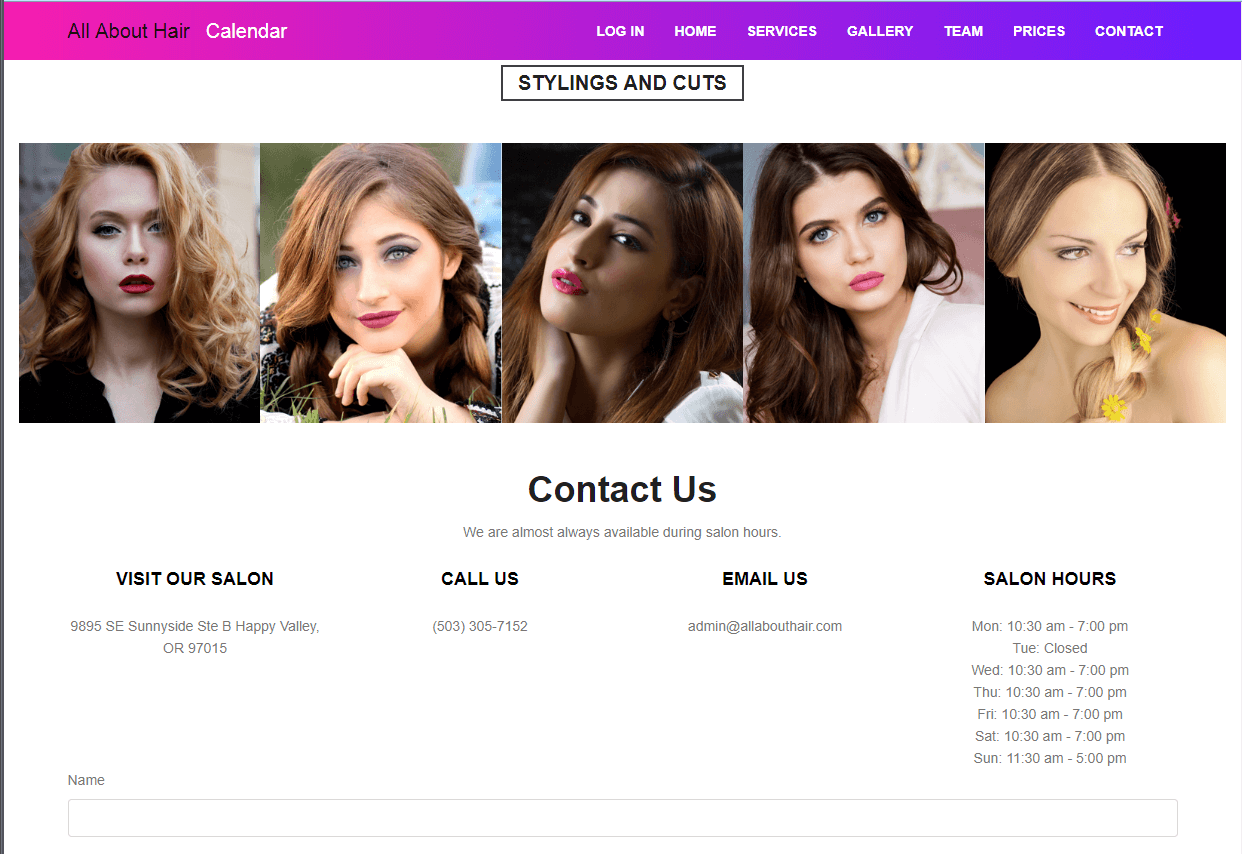 All About Hair Calendar LOG IN HOME SERVICES GALLERY TEAM PRICES CONTACT
STYLINGS AND CUTS
Contact Us
We are almost always available during salon hours.
VISIT OUR SALON
9895 SE Sunnyside Ste B Happy Valley,
OR 97015
CALL US
(503) 305-7152
EMAIL US
admin@allabouthair.com
SALON HOURS
Mon: 10:30 am - 7:00 pm
Tue: Closed
Wed: 10:30 am - 7:00 pm
Thu: 10:30 am - 7:00 pm
Fri: 10:30 am - 7:00 pm
Sat: 10:30 am - 7:00 pm
Sun: 11:30 am - 5:00 pm
Name